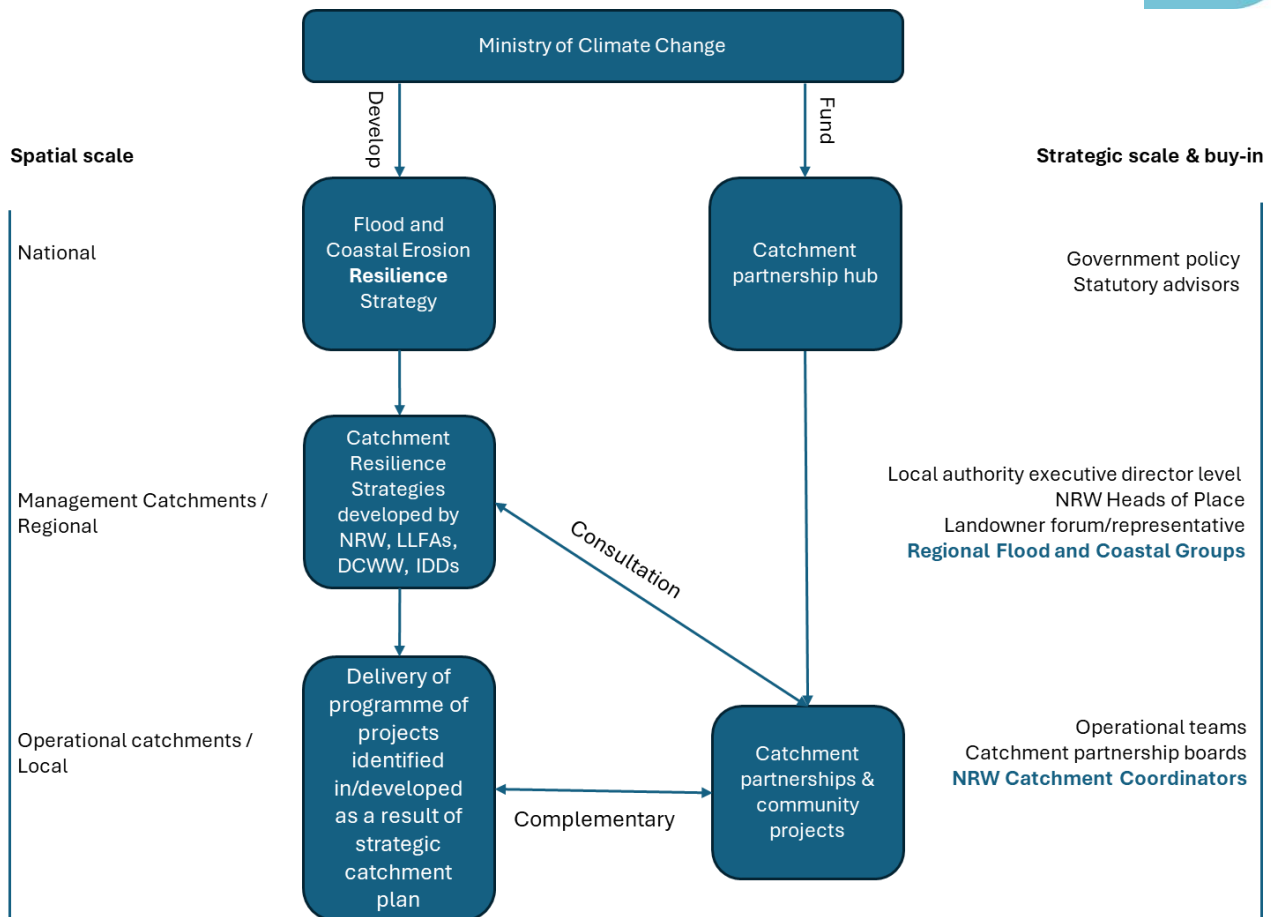 Ministry of Climate Change
Develop
Fund
Spatial scale
Strategic scale & buy-in
National
Flood and
Coastal Erosion
Resilience
Strategy
Catchment
partnership hub
Government policy
Statutory advisors
Management Catchments /
Regional
Catchment
Resilience
Strategies
developed by
NRW, LLFAs,
DCWW, IDDs
Consultation
Local authority executive director level
NRW Heads of Place
Landowner forum/representative
Regional Flood and Coastal Groups
Operational catchments /
Local
Delivery of
programme of
projects
identified
in/developed
as a result of
strategic
catchment
plan
Complementary
Catchment
partnerships &
community
projects
Operational teams
Catchment partnership boards
NRW Catchment Coordinators